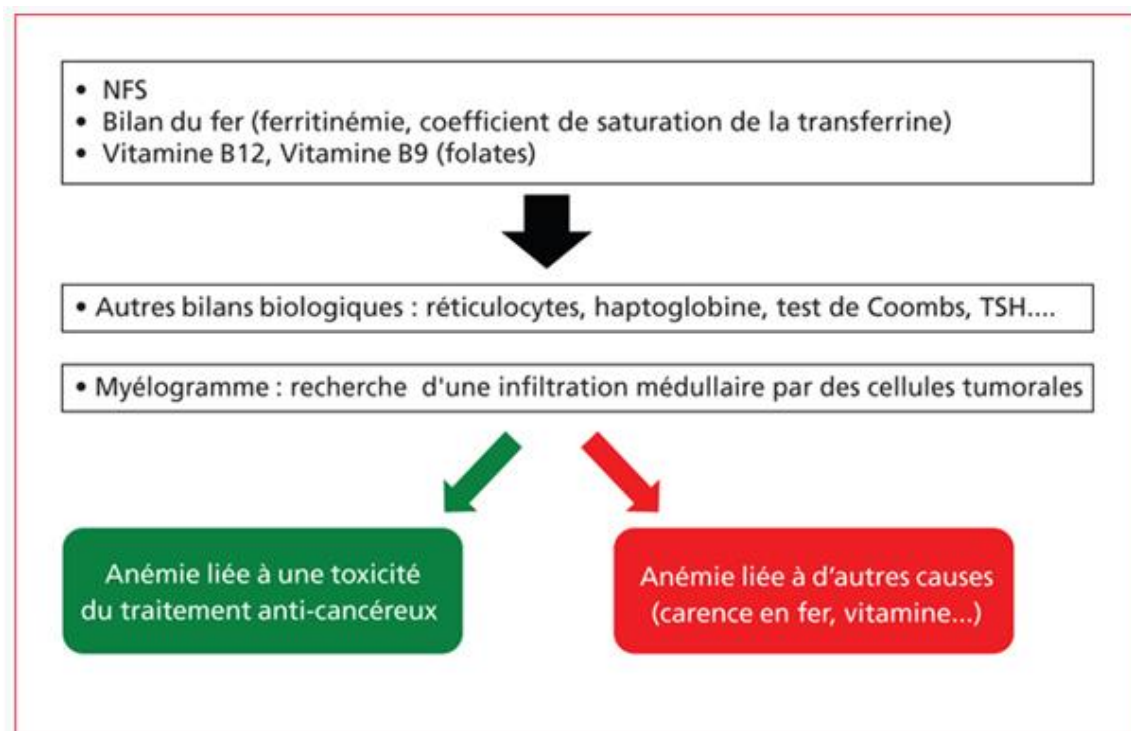 • NFS
• Bilan du fer (ferritinémie, coefficient de saturation de la transferrine)
• Vitamine B12, Vitamine B9 (folates)
• Autres bilans biologiques : réticulocytes, haptoglobine, test de Coombs, TSH....
• Myélogramme : recherche d'une infiltration médullaire par des cellules tumorales
Anémie liée à une toxicité
du traitement anti-cancéreux
Anémie liée à d'autres causes
(carence en fer, vitamine...)